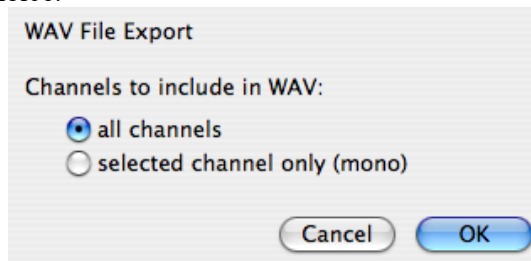 WAV File Export
Channels to include in WAV:
all channels
selected channel only (mono)
Cancel OK